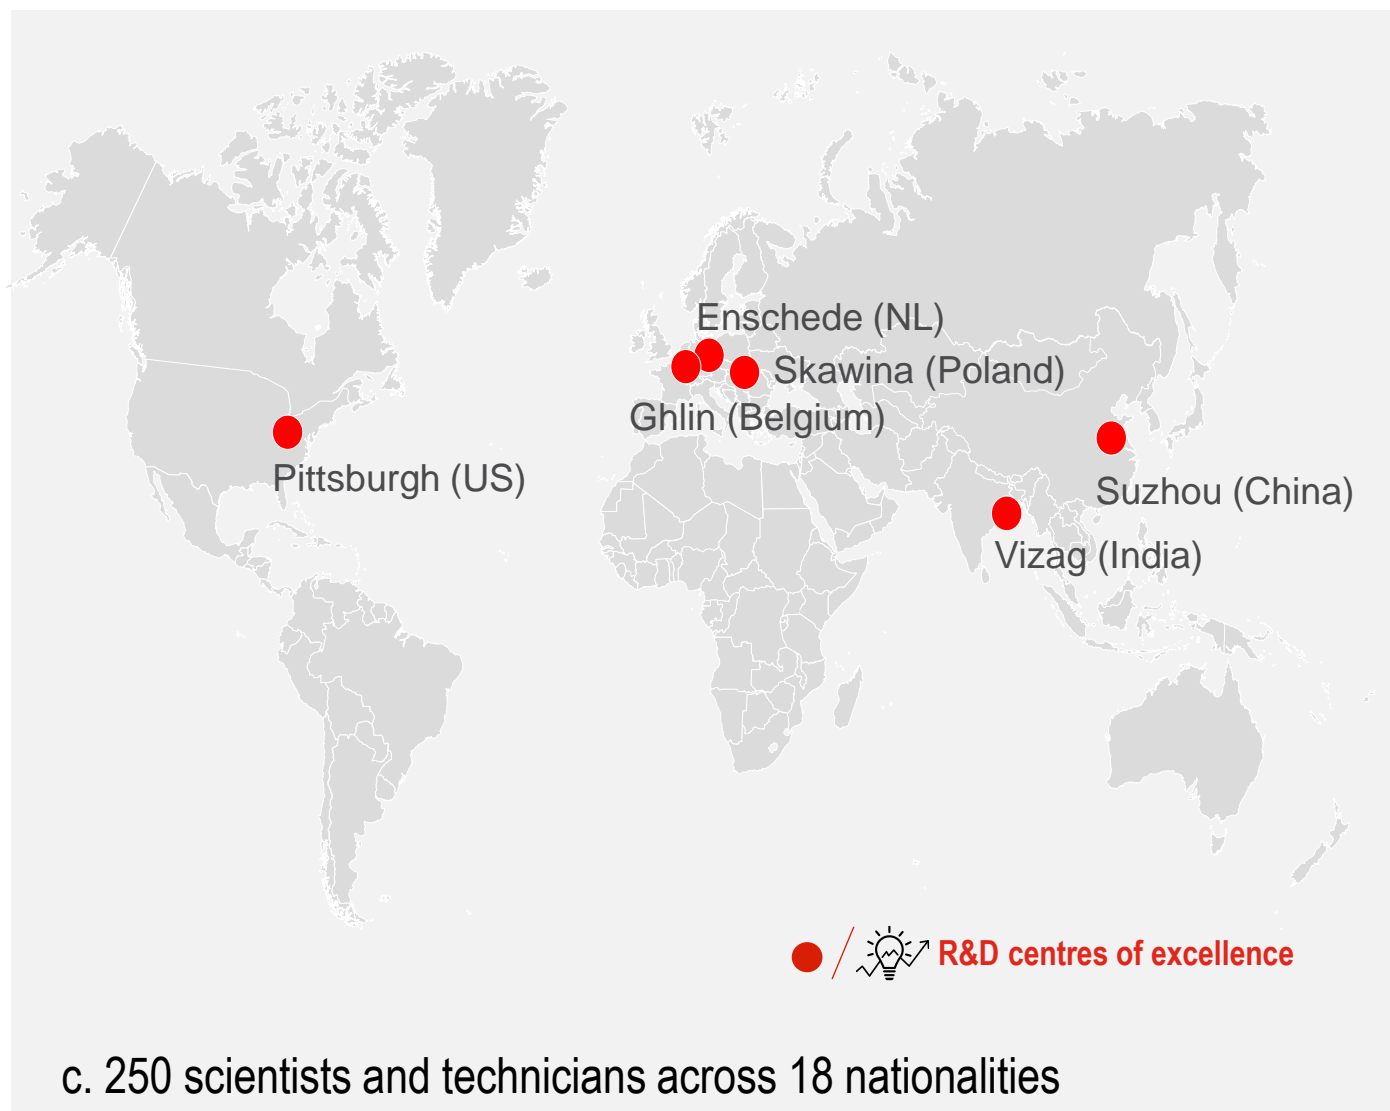 Enschede (NL)
Skawina (Poland)
Ghlin (Belgium)
Pittsburgh (US)
Suzhou (China)
Vizag (India)
R&D centres of excellence
c. 250 scientists and technicians across 18 nationalities